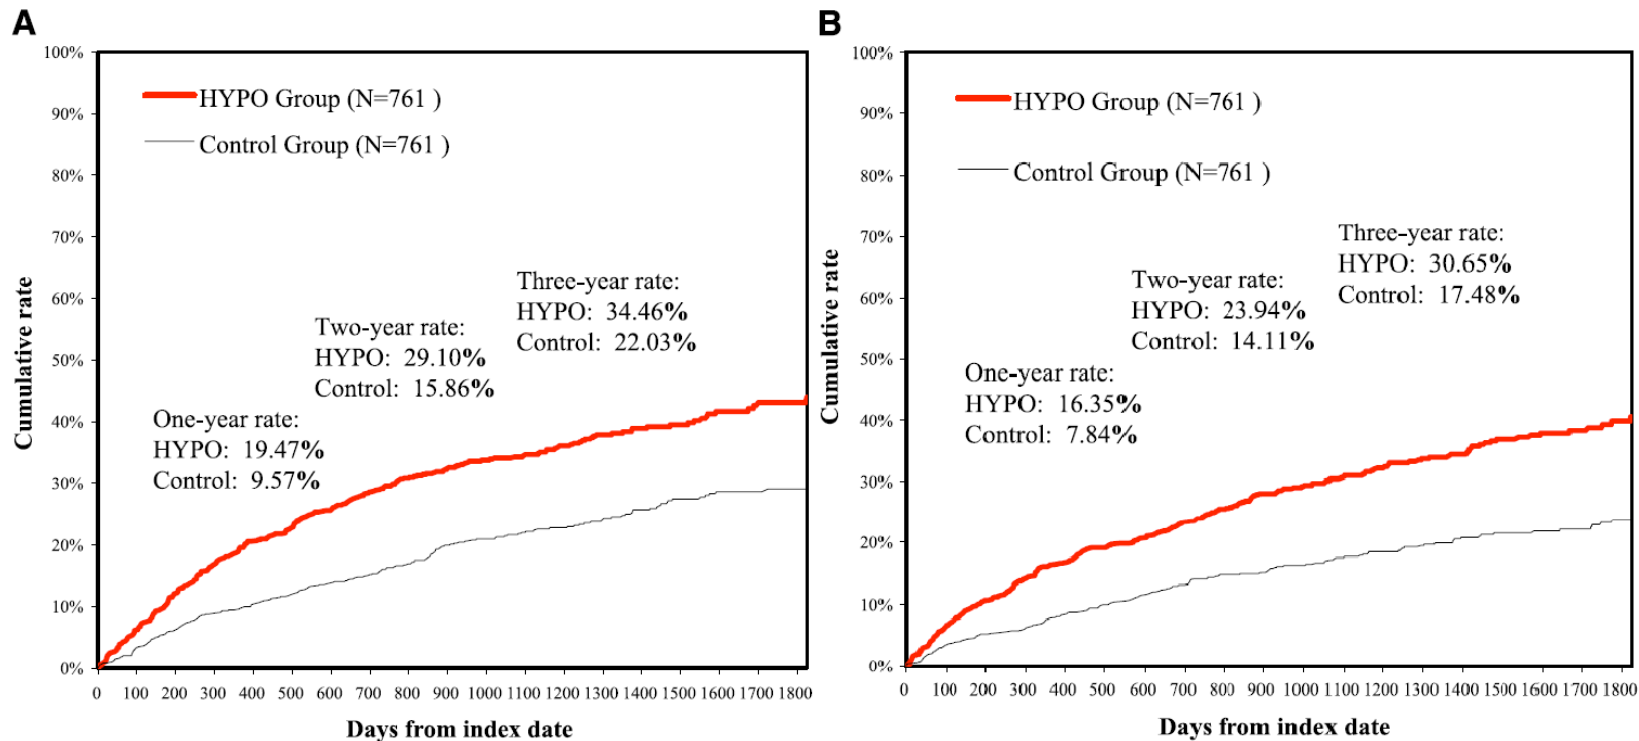 A
100%
90%
80%
70%
60%
50%
40%
30%
20%
10%
0%
Cumulative rate
HYPO Group (N=761 )
Control Group (N=761 )
Three-year rate:
HYPO: 34.46%
Control: 22.03%
Two-year rate:
HYPO: 29.10%
Control: 15.86%
One-year rate:
HYPO: 19.47%
Control: 9.57%
0 100 200 300 400 500 600 700 800 900 1000 1100 1200 1300 1400 1500 1600 1700 1800
Days from index date
B
100%
90%
80%
70%
60%
50%
40%
30%
20%
10%
0%
Cumulative rate
HYPO Group (N=761 )
Control Group (N=761 )
Three-year rate:
HYPO: 30.65%
Control: 17.48%
Two-year rate:
HYPO: 23.94%
Control: 14.11%
One-year rate:
HYPO: 16.35%
Control: 7.84%
0 100 200 300 400 500 600 700 800 900 1000 1100 1200 1300 1400 1500 1600 1700 1800
Days from index date